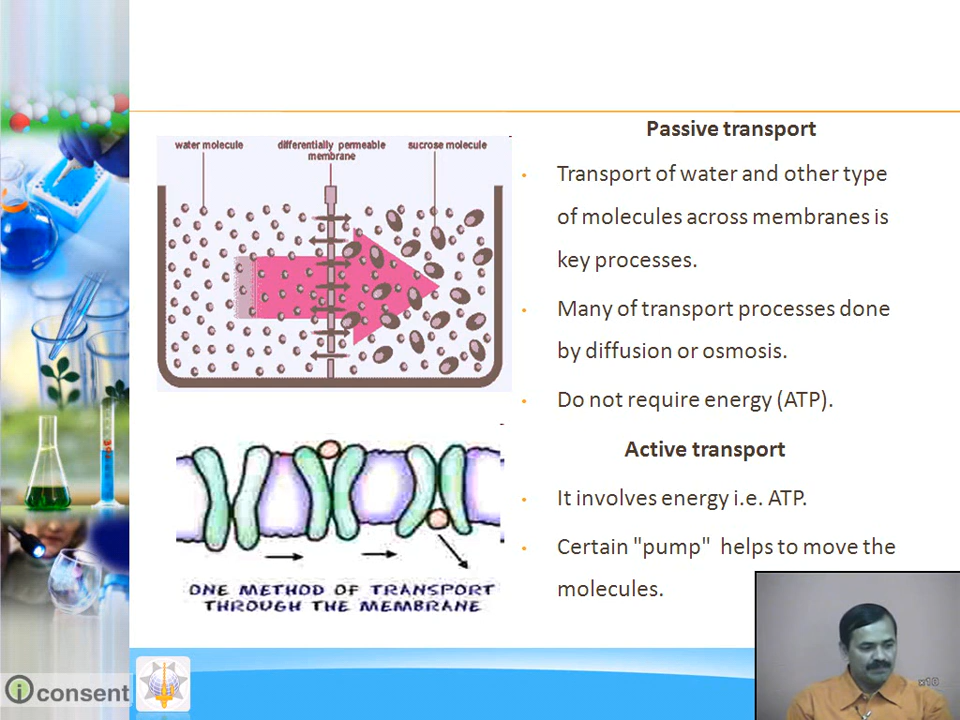 water molecule
differentially permeable
membrane
sucrose molecule
Passive transport
Transport of water and other type
of molecules across membranes is
key processes.
Many of transport processes done
by diffusion or osmosis.
Do not require energy (ATP).
Active transport
It involves energy i.e. ATP.
Certain "pump" helps to move the
molecules.
ONE METHOD OF TRANSPORT
THROUGH THE MEMBRANE
i consent